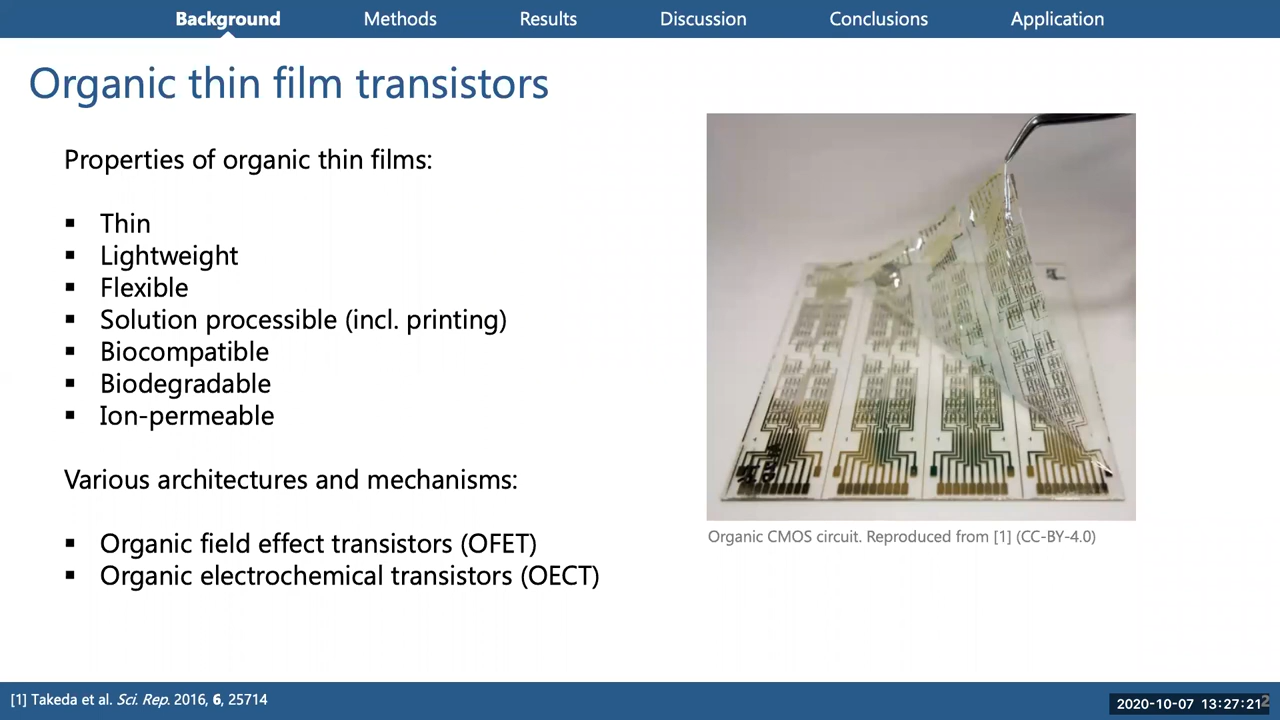 Background Methods Results Discussion Conclusions Application
Organic thin film transistors
Properties of organic thin films:
▪ Thin
▪ Lightweight
▪ Flexible
▪ Solution processible (incl. printing)
▪ Biocompatible
▪ Biodegradable
▪ Ion-permeable
Various architectures and mechanisms:
▪ Organic field effect transistors (OFET)
▪ Organic electrochemical transistors (OECT)
Organic CMOS circuit. Reproduced from [1] (CC-BY-4.0)
[1] Takeda et al. Sci. Rep. 2016, 6, 25714
2020-10-07 13:27:21
2